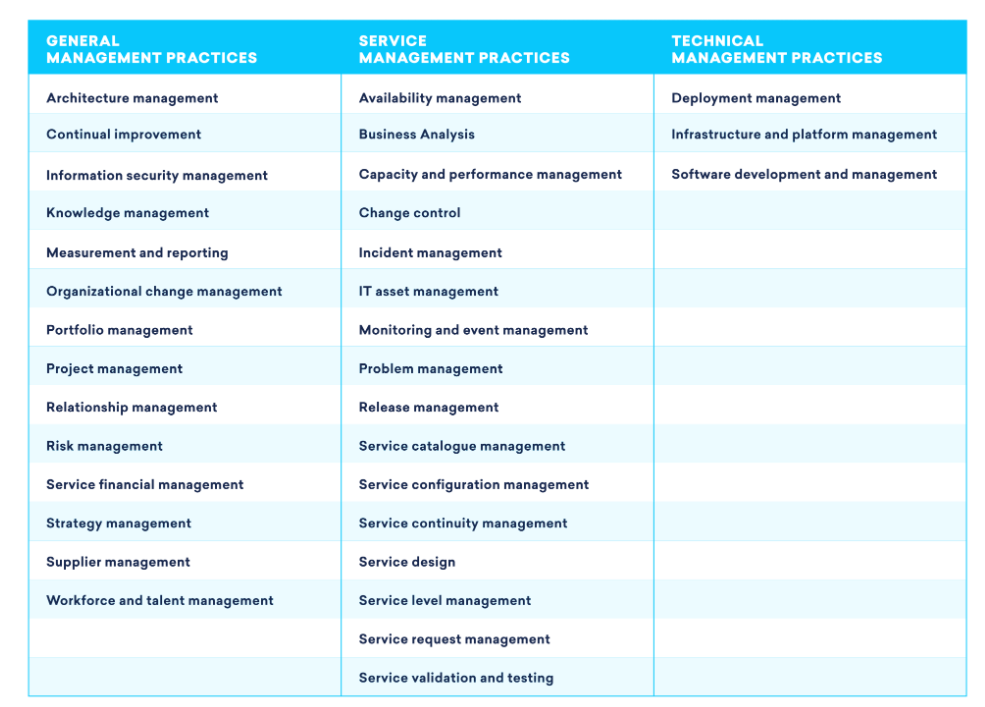 GENERAL
MANAGEMENT PRACTICES
SERVICE
MANAGEMENT PRACTICES
TECHNICAL
MANAGEMENT PRACTICES
Architecture management
Availability management
Deployment management
Continual improvement
Business Analysis
Infrastructure and platform management
Information security management
Capacity and performance management
Software development and management
Knowledge management
Change control
Measurement and reporting
Incident management
Organizational change management
IT asset management
Portfolio management
Monitoring and event management
Project management
Problem management
Relationship management
Release management
Risk management
Service catalogue management
Service financial management
Service configuration management
Strategy management
Service continuity management
Supplier management
Service design
Workforce and talent management
Service level management
Service request management
Service validation and testing